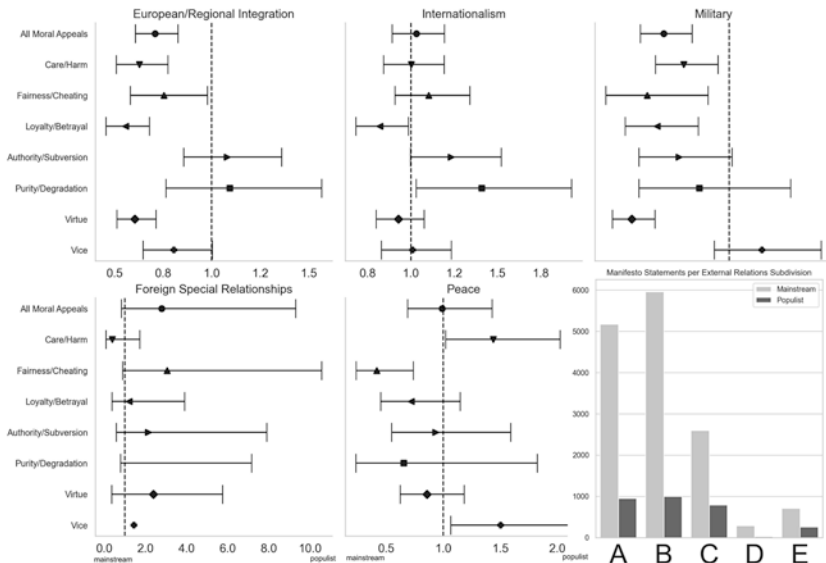 European/Regional Integration
Internationalism
Military
All Moral Appeals
Care/Harm
Fairness/Cheating
Loyalty/Betrayal
Authority/Subversion
Purity/Degradation
Virtue
Vice
0.5 1.0 1.0 1.5
0.8 1.0 1.2 1.5 1.8
Foreign Special Relationships
Peace
Manifesto Statements per External Relations Subdivision
All Moral Appeals
Care/Harm
Fairness/Cheating
Loyalty/Betrayal
Authority/Subversion
Purity/Degradation
Virtue
Vice
0.0 2.0 4.0 6.0 8.0 10.0
mainstream populist
0.5 1.0 1.5 2.0
mainstream populist
Mainstream
Populist
6000
5000
4000
3000
2000
1000
0
A B C D E